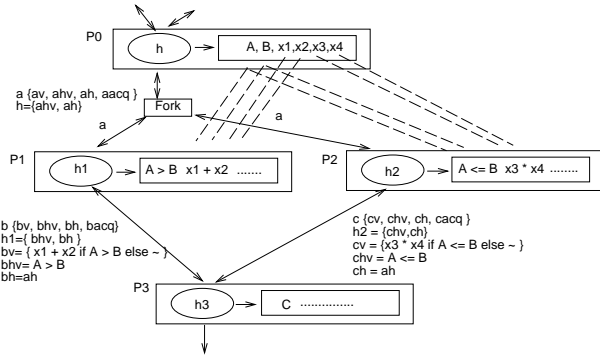 P0
h
A, B, x1,x2,x3,x4
a {av, ahv, ah, aacq }
h={ahv, ah}
Fork
a
a
P1
h1
A > B x1 + x2 .......
P2
h2
A <= B x3 * x4 ........
b {bv, bhv, bh, bacq}
h1={ bhv, bh }
bv= { x1 + x2 if A > B else ~ }
bhv= A > B
bh=ah
c {cv, chv, ch, cacq }
h2 = {chv,ch}
cv = {x3 * x4 if A <= B else ~ }
chv = A <= B
ch = ah
P3
h3
C ...............